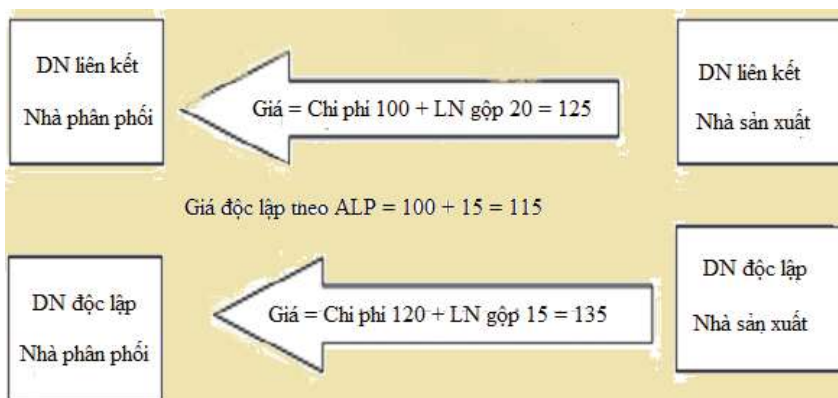 DN liên kết
Nhà phân phối
Giá = Chi phí 100 + LN gộp 20 = 125
DN liên kết
Nhà sản xuất
Giá độc lập theo ALP = 100 + 15 = 115
DN độc lập
Nhà phân phối
Giá = Chi phí 120 + LN gộp 15 = 135
DN độc lập
Nhà sản xuất